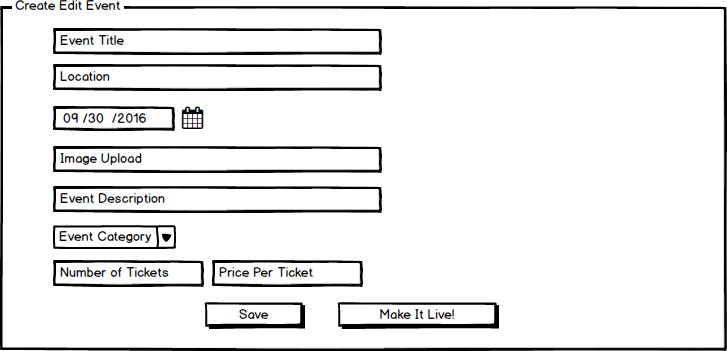 Create Edit Event
Event Title
Location
09 /30 /2016
Image Upload
Event Description
Event Category
Number of Tickets Price Per Ticket
Save Make It Live!